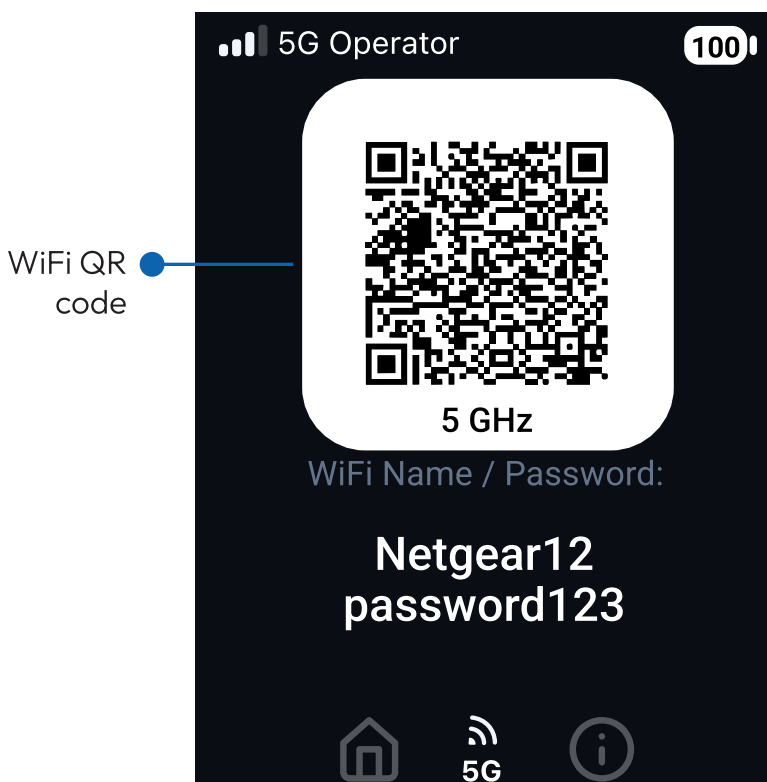 5G Operator
100
WiFi QR
code
5 GHz
WiFi Name / Password:
Netgear12
password123
5G